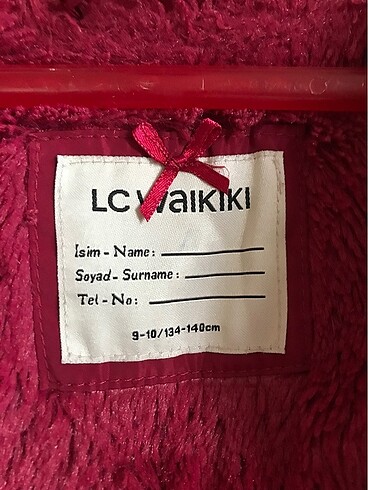 LC WAIKIKI
İsim - Name:
Soyad - Surname:
Tel - No:
9-10/134-140cm